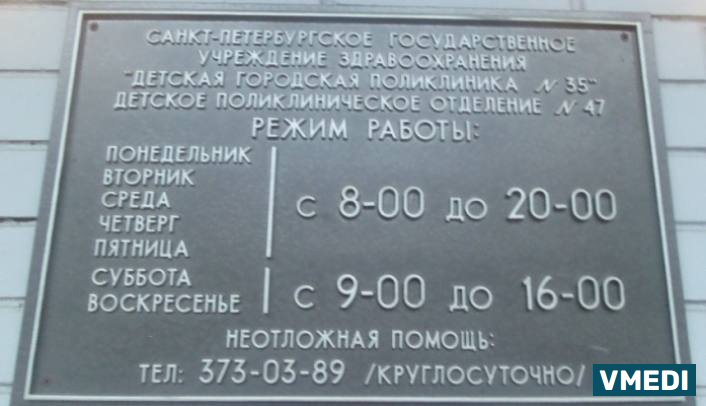 САНКТ-ПЕТЕРБУРГСКОЕ ГОСУДАРСТВЕННОЕ
УЧРЕЖДЕНИЕ ЗДРАВООХРАНЕНИЯ
"ДЕТСКАЯ ГОРОДСКАЯ ПОЛИКЛИНИКА № 35"
ДЕТСКОЕ ПОЛИКЛИНИЧЕСКОЕ ОТДЕЛЕНИЕ № 47
РЕЖИМ РАБОТЫ:
ПОНЕДЕЛЬНИК
ВТОРНИК
СРЕДА
ЧЕТВЕРГ
ПЯТНИЦА
С 8-00 ДО 20-00
СУББОТА
ВОСКРЕСЕНЬЕ
С 9-00 ДО 16-00
НЕОТЛОЖНАЯ ПОМОЩЬ:
ТЕЛ: 373-03-89 /КРУГЛОСУТОЧНО/
VMEDI